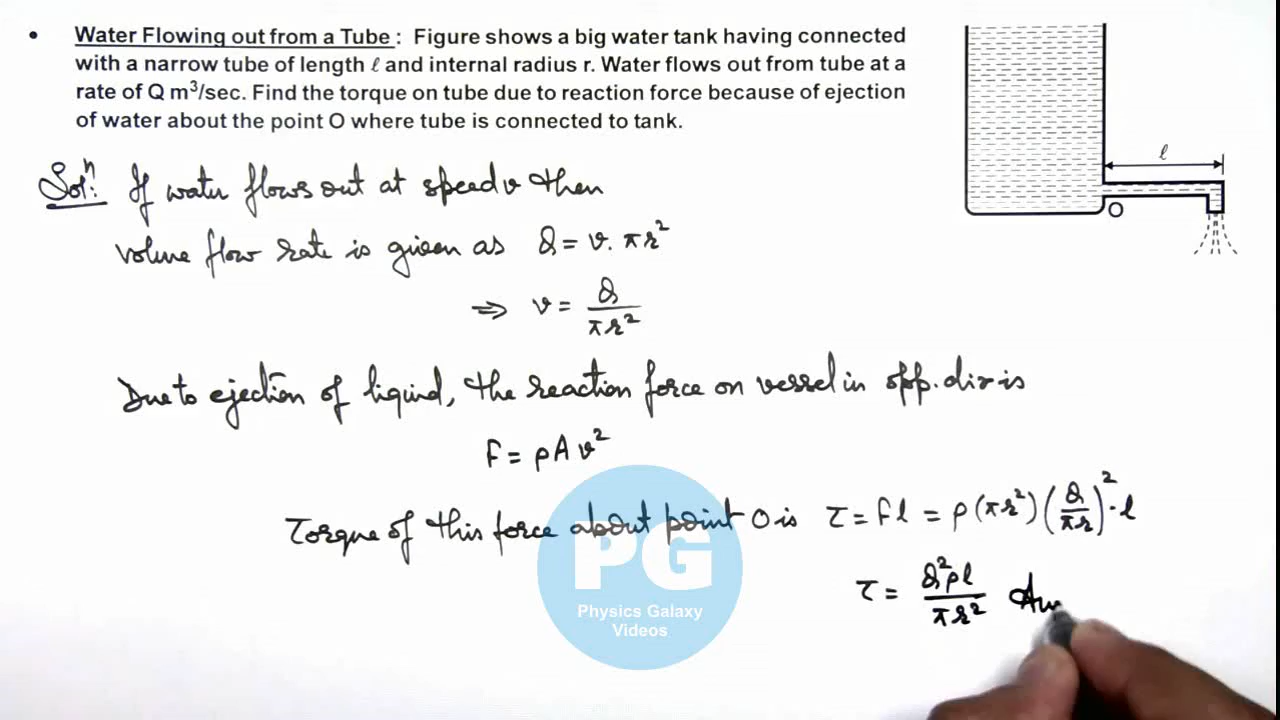 • Water Flowing out from a Tube : Figure shows a big water tank having connected
with a narrow tube of length ℓ and internal radius r. Water flows out from tube at a
rate of Q m³/sec. Find the torque on tube due to reaction force because of ejection
of water about the point O where tube is connected to tank.
ℓ
O
Solⁿ: If water flows out at speed v then
volume flow rate is given as Q = v. πr²
⇒ v = Q/πr²
Due to ejection of liquid, the reaction force on vessel in opp. dirⁿ is
F = ρAv²
Torque of this force about point O is τ = Fl = ρ(πr²)(Q/πr)²·l
τ = Q²ρl/πr²
PG
Physics Galaxy
Videos